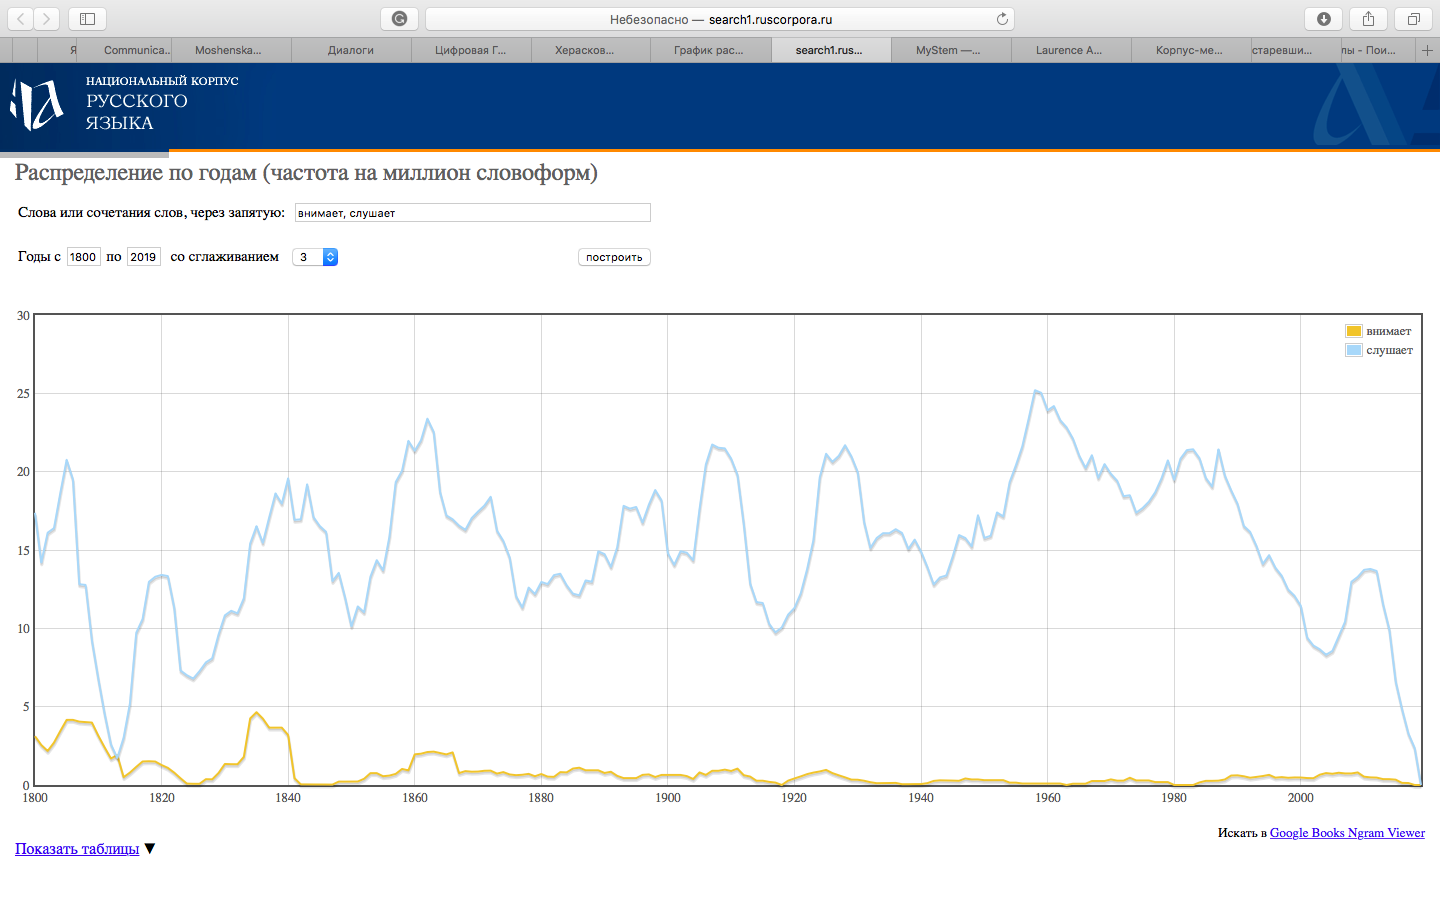 Небезопасно — search1.ruscorpora.ru
Я Communica... Moshenska... Диалоги Цифровая Г... Херасков... График рас... search1.rus... MyStem —... Laurence A... Корпус-ме... старевши... лы - Пои...
НАЦИОНАЛЬНЫЙ КОРПУС
РУССКОГО
ЯЗЫКА
Распределение по годам (частота на миллион словоформ)
Слова или сочетания слов, через запятую: внимает, слушает
Годы с 1800 по 2019 со сглаживанием 3 построить
30
25
20
15
10
5
0
внимает
слушает
1800 1820 1840 1860 1880 1900 1920 1940 1960 1980 2000
Искать в Google Books Ngram Viewer
Показать таблицы ▼